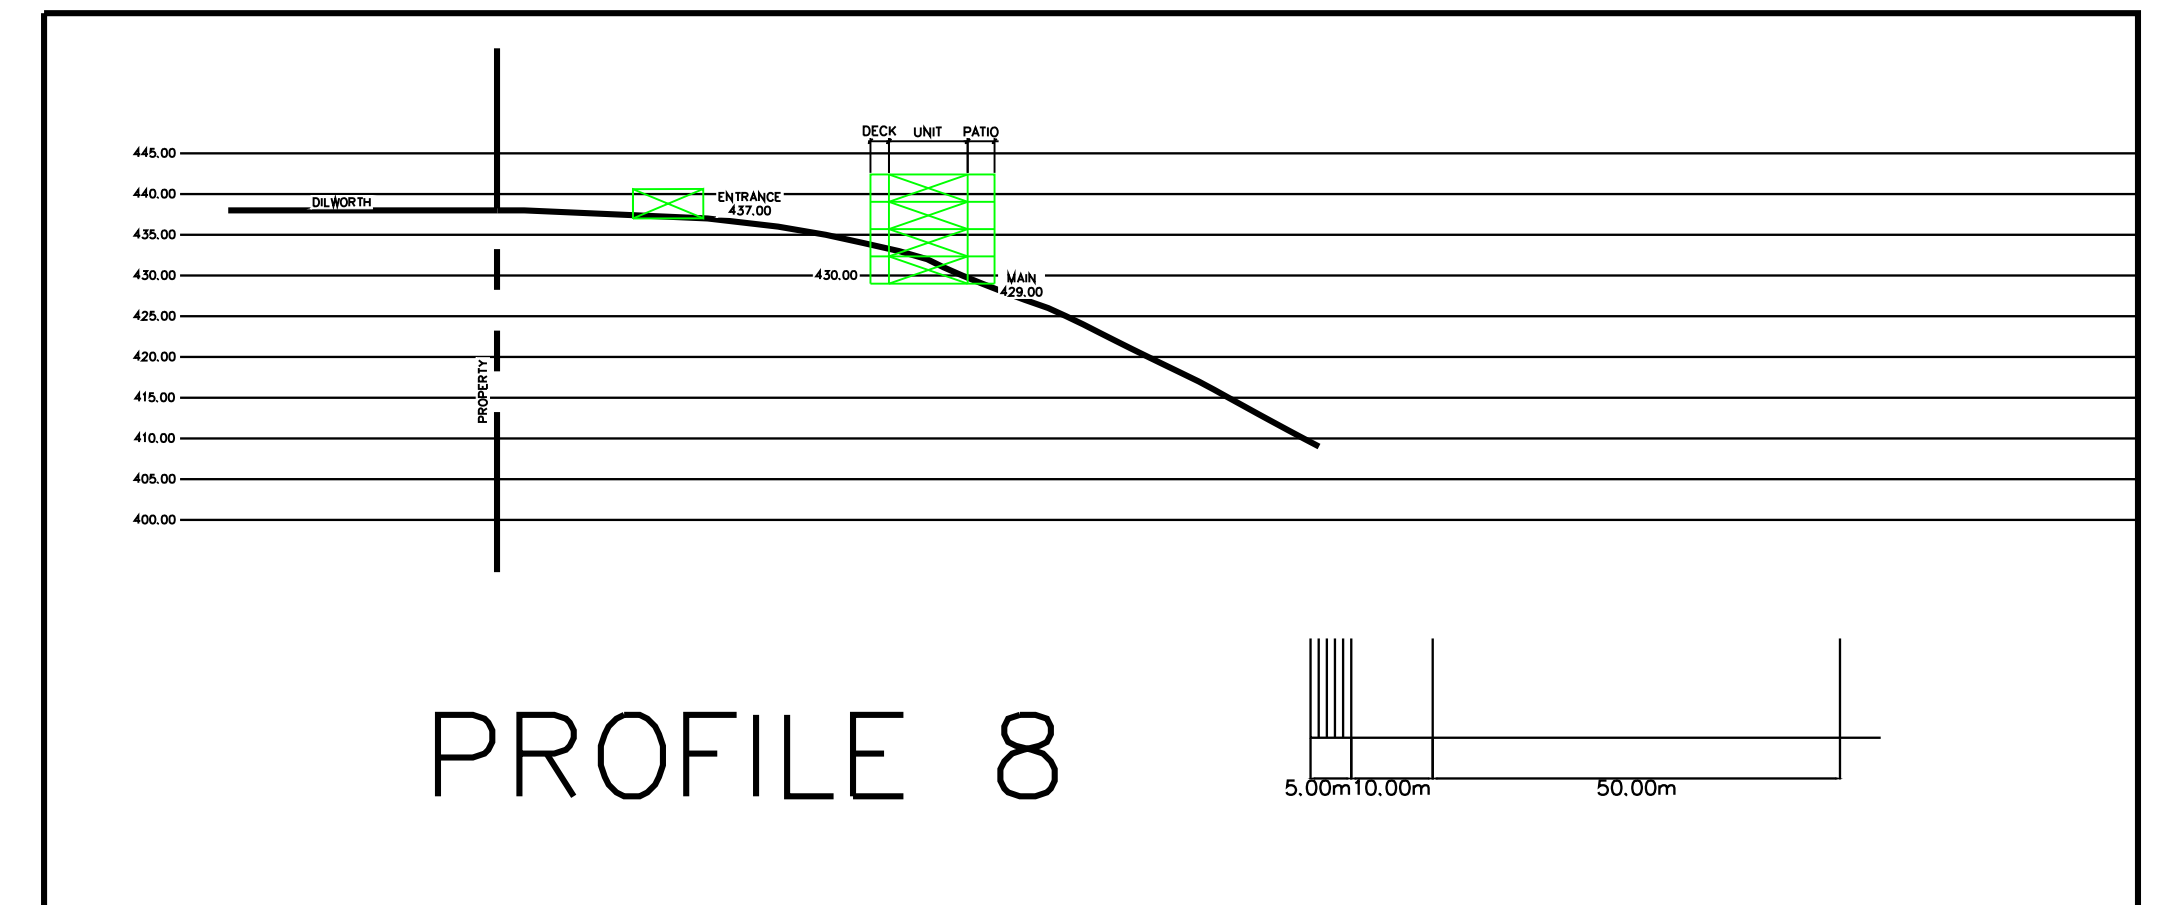 DECK UNIT PATIO
445.00
440.00
ENTRANCE
437.00
DILWORTH
435.00
430.00
430.00
MAIN
429.00
425.00
420.00
PROPERTY
415.00
410.00
405.00
400.00
PROFILE 8
5.00m 10.00m 50.00m